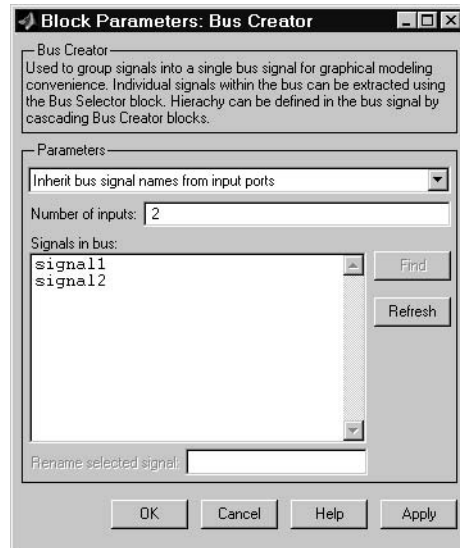 Block Parameters: Bus Creator
Bus Creator
Used to group signals into a single bus signal for graphical modeling
convenience. Individual signals within the bus can be extracted using
the Bus Selector block. Hierachy can be defined in the bus signal by
cascading Bus Creator blocks.
Parameters
Inherit bus signal names from input ports
Number of inputs: 2
Signals in bus:
signal1
signal2
Find
Refresh
Rename selected signal:
OK Cancel Help Apply